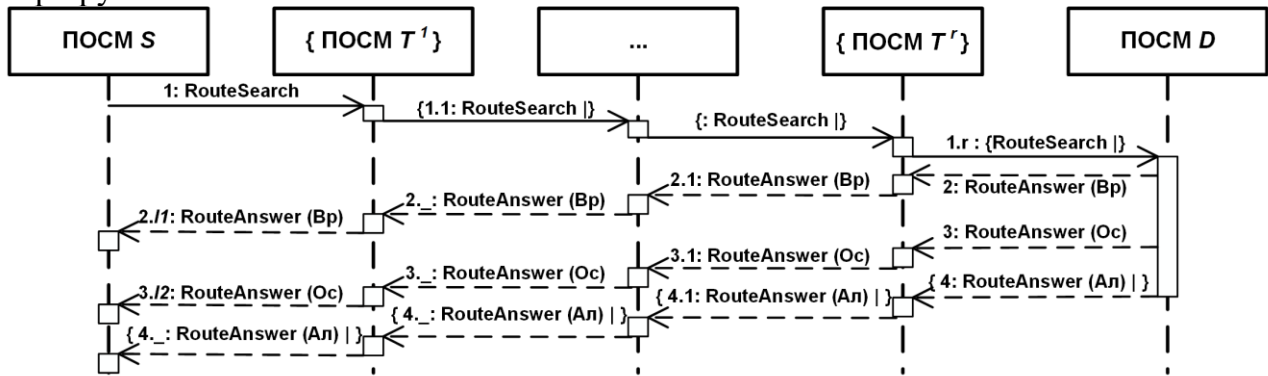 ПОСМ S
{ ПОСМ T 1 }
...
{ ПОСМ T r }
ПОСМ D
1: RouteSearch
{1.1: RouteSearch |}
{: RouteSearch |}
1.r : {RouteSearch |}
2: RouteAnswer (Вр)
2.1: RouteAnswer (Вр)
2._: RouteAnswer (Вр)
2.l1: RouteAnswer (Вр)
3: RouteAnswer (Ос)
3.1: RouteAnswer (Ос)
3._: RouteAnswer (Ос)
3.l2: RouteAnswer (Ос)
{ 4: RouteAnswer (Ал) | }
{ 4.1: RouteAnswer (Ал) | }
{ 4._: RouteAnswer (Ал) | }
{ 4._: RouteAnswer (Ал) | }